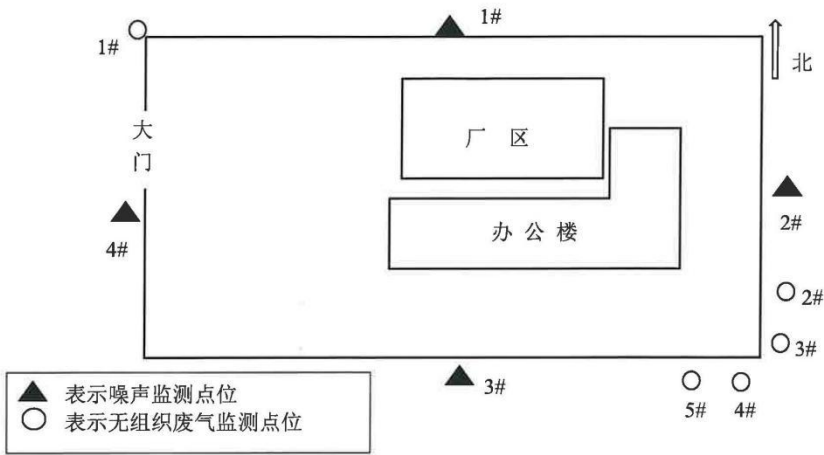 1#
1#
北
厂 区
大
门
办 公 楼
2#
4#
2#
3#
3#
5#
4#
表示噪声监测点位
表示无组织废气监测点位